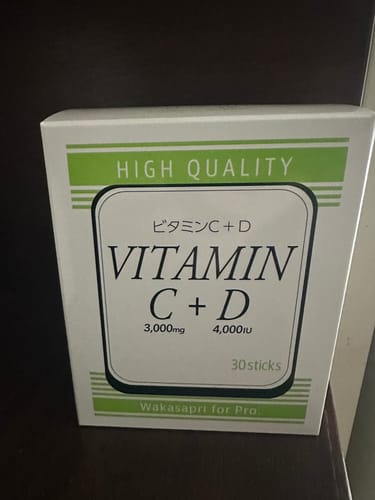 HIGH QUALITY
ビタミンC+D
VITAMIN
C + D
3,000mg 4,000IU
30sticks
Wakasapri for Pro.